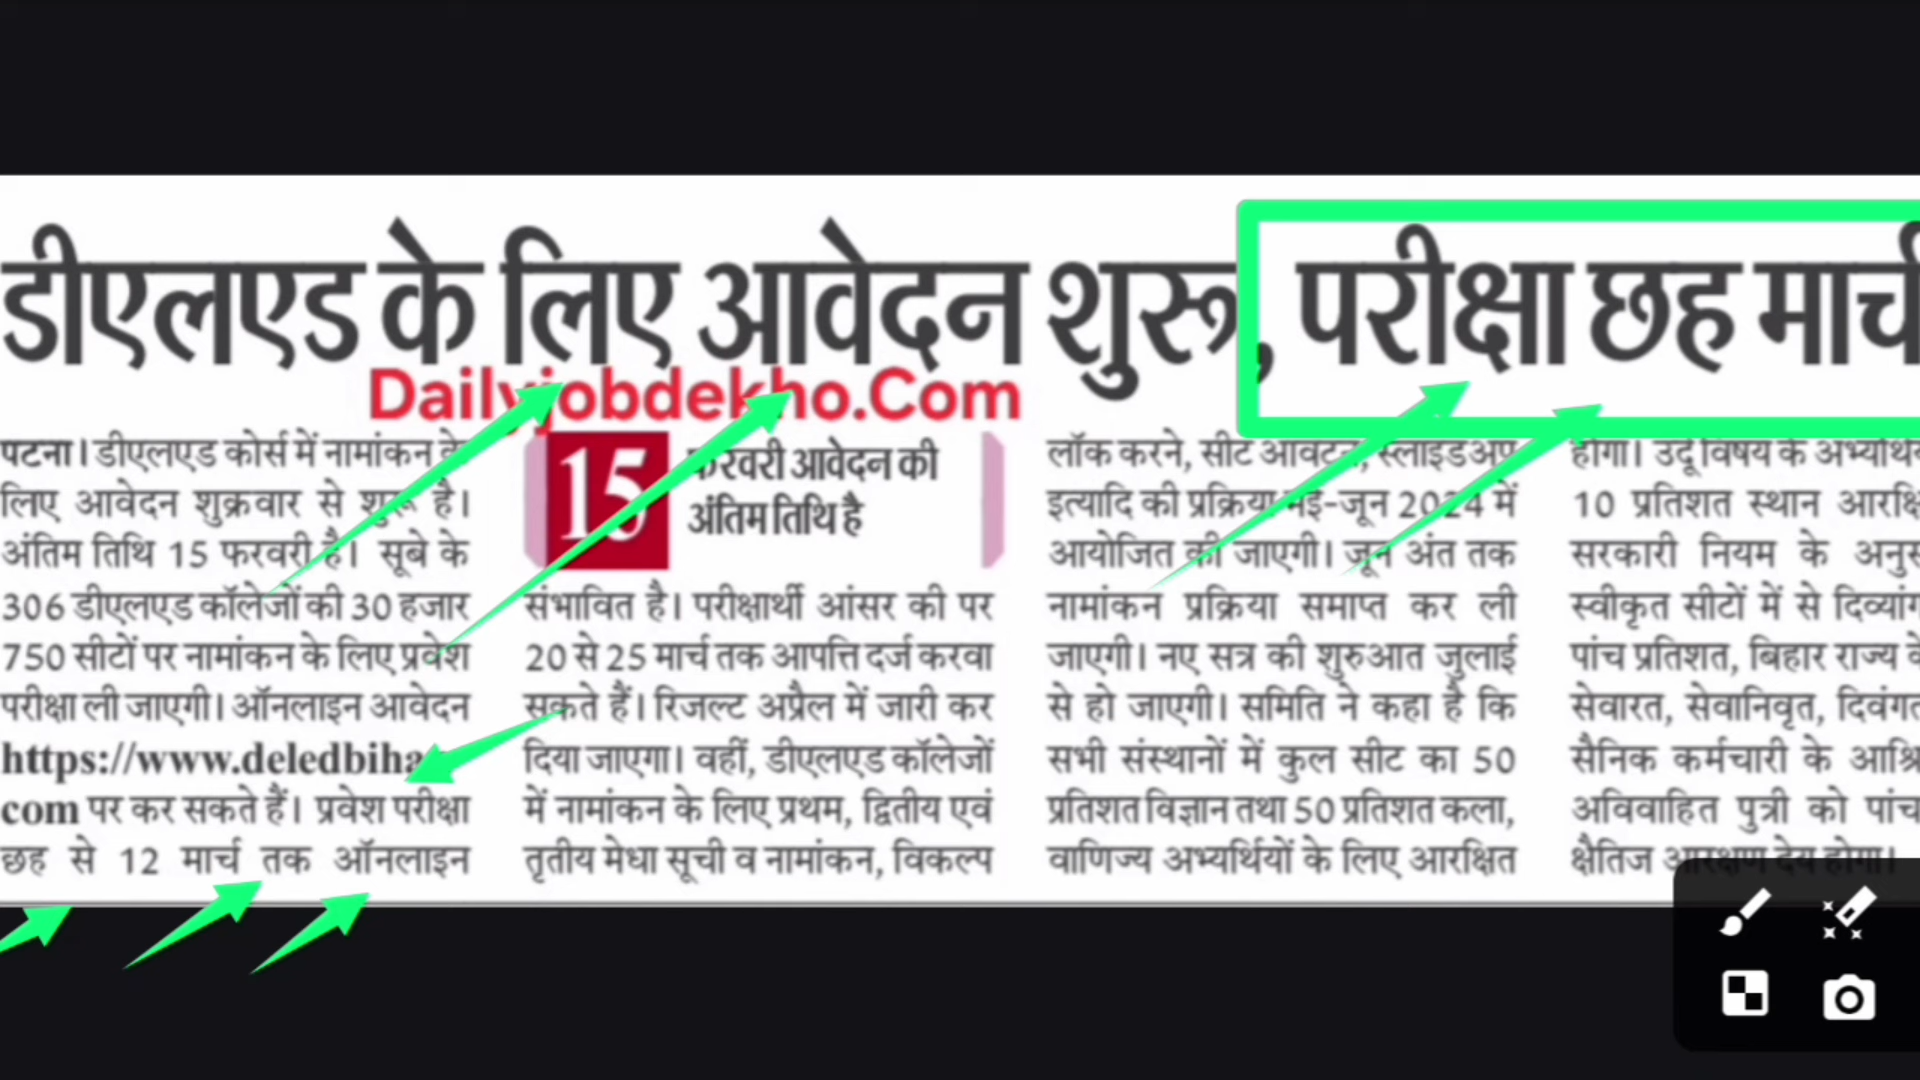 डीएलएड के लिए आवेदन शुरू, परीक्षा छह मार्च
Dailyjobdekho.Com
पटना। डीएलएड कोर्स में नामांकन के
लिए आवेदन शुक्रवार से शुरू है।
अंतिम तिथि 15 फरवरी है। सूबे के
306 डीएलएड कॉलेजों की 30 हजार
750 सीटों पर नामांकन के लिए प्रवेश
परीक्षा ली जाएगी। ऑनलाइन आवेदन
https://www.deledbiha
com पर कर सकते हैं। प्रवेश परीक्षा
छह से 12 मार्च तक ऑनलाइन
15 फरवरी आवेदन की
अंतिम तिथि है
संभावित है। परीक्षार्थी आंसर की पर
20 से 25 मार्च तक आपत्ति दर्ज करवा
सकते हैं। रिजल्ट अप्रैल में जारी कर
दिया जाएगा। वहीं, डीएलएड कॉलेजों
में नामांकन के लिए प्रथम, द्वितीय एवं
तृतीय मेधा सूची व नामांकन, विकल्प
लॉक करने, सीट आवंटन, स्लाइडअप
इत्यादि की प्रक्रिया मई-जून 2024 में
आयोजित की जाएगी। जून अंत तक
नामांकन प्रक्रिया समाप्त कर ली
जाएगी। नए सत्र की शुरुआत जुलाई
से हो जाएगी। समिति ने कहा है कि
सभी संस्थानों में कुल सीट का 50
प्रतिशत विज्ञान तथा 50 प्रतिशत कला,
वाणिज्य अभ्यर्थियों के लिए आरक्षित
होगा। उर्दू विषय के
10 प्रतिशत स्थान
सरकारी नियम के
स्वीकृत सीटों में से
पांच प्रतिशत, बिहार राज्य के
सेवारत, सेवानिवृत, दिवंगत
सैनिक कर्मचारी के
अविवाहित पुत्री को पांच
क्षैतिज आरक्षण देय होगा।